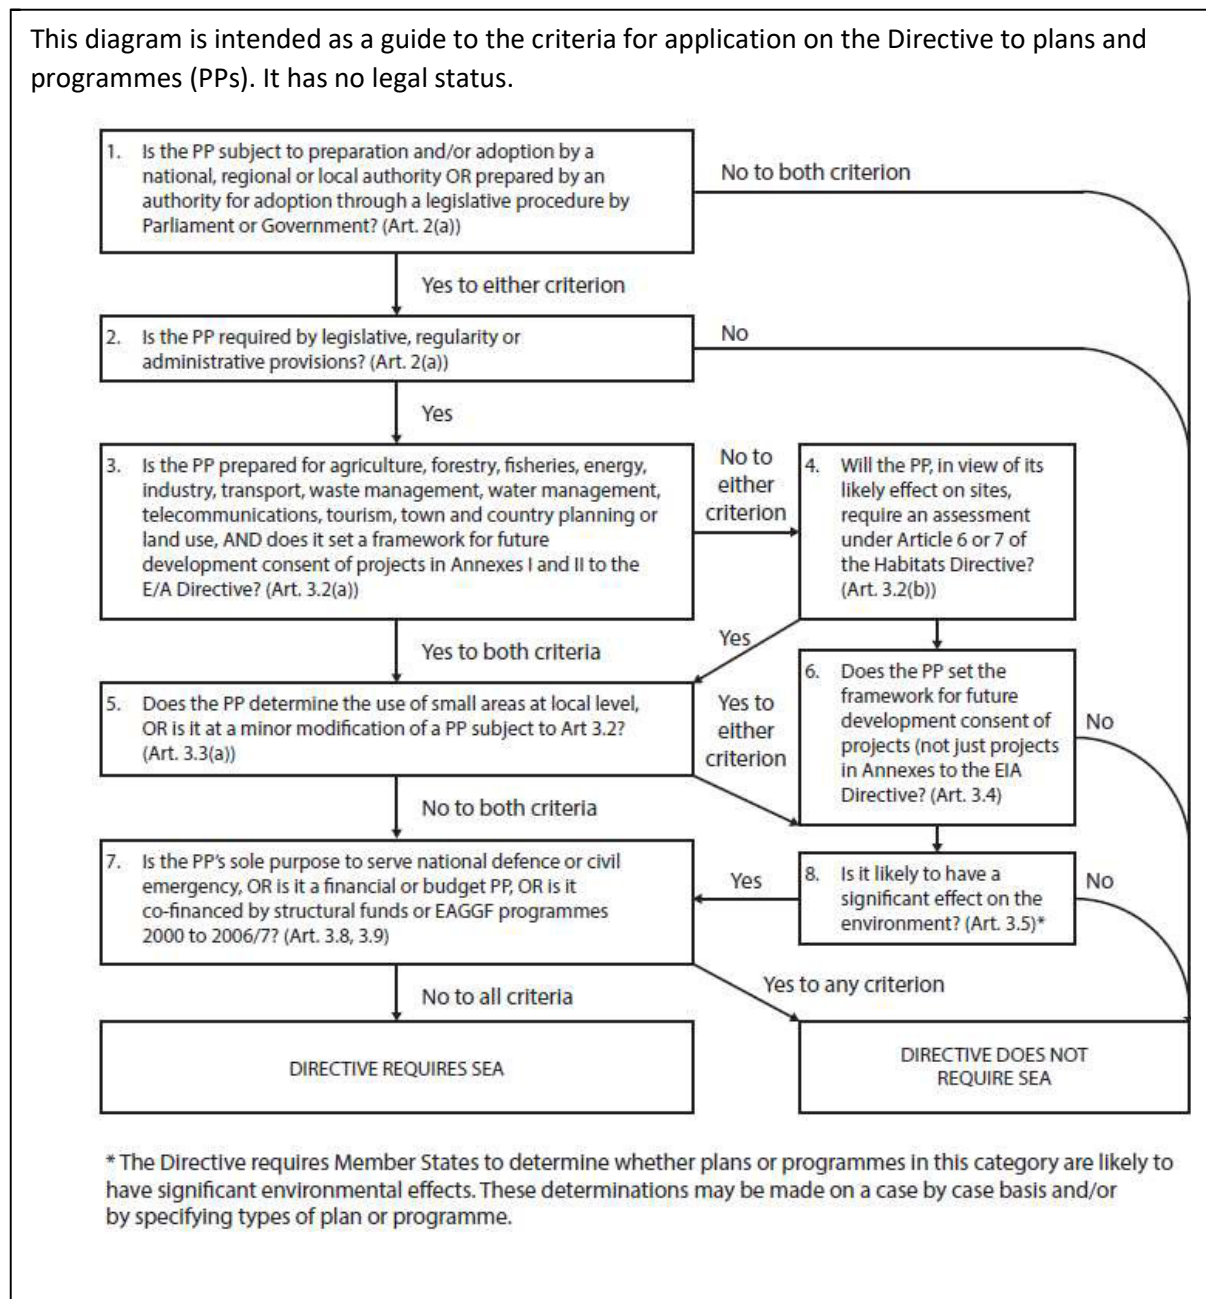 This diagram is intended as a guide to the criteria for application on the Directive to plans and
programmes (PPs). It has no legal status.
1. Is the PP subject to preparation and/or adoption by a
national, regional or local authority OR prepared by an
authority for adoption through a legislative procedure by
Parliament or Government? (Art. 2(a))
No to both criterion
Yes to either criterion
2. Is the PP required by legislative, regularity or
administrative provisions? (Art. 2(a))
No
Yes
3. Is the PP prepared for agriculture, forestry, fisheries, energy,
industry, transport, waste management, water management,
telecommunications, tourism, town and country planning or
land use, AND does it set a framework for future
development consent of projects in Annexes I and II to the
E/A Directive? (Art. 3.2(a))
No to
either
criterion
4. Will the PP, in view of its
likely effect on sites,
require an assessment
under Article 6 or 7 of
the Habitats Directive?
(Art. 3.2(b))
Yes to both criteria
Yes
5. Does the PP determine the use of small areas at local level,
OR is it at a minor modification of a PP subject to Art 3.2?
(Art. 3.3(a))
Yes to
either
criterion
6. Does the PP set the
framework for future
development consent of
projects (not just projects
in Annexes to the EIA
Directive? (Art. 3.4)
No
No to both criteria
7. Is the PP's sole purpose to serve national defence or civil
emergency, OR is it a financial or budget PP, OR is it
co-financed by structural funds or EAGGF programmes
2000 to 2006/7? (Art. 3.8, 3.9)
Yes
8. Is it likely to have a
significant effect on the
environment? (Art. 3.5)*
No
No to all criteria
Yes to any criterion
DIRECTIVE REQUIRES SEA
DIRECTIVE DOES NOT
REQUIRE SEA
* The Directive requires Member States to determine whether plans or programmes in this category are likely to
have significant environmental effects. These determinations may be made on a case by case basis and/or
by specifying types of plan or programme.